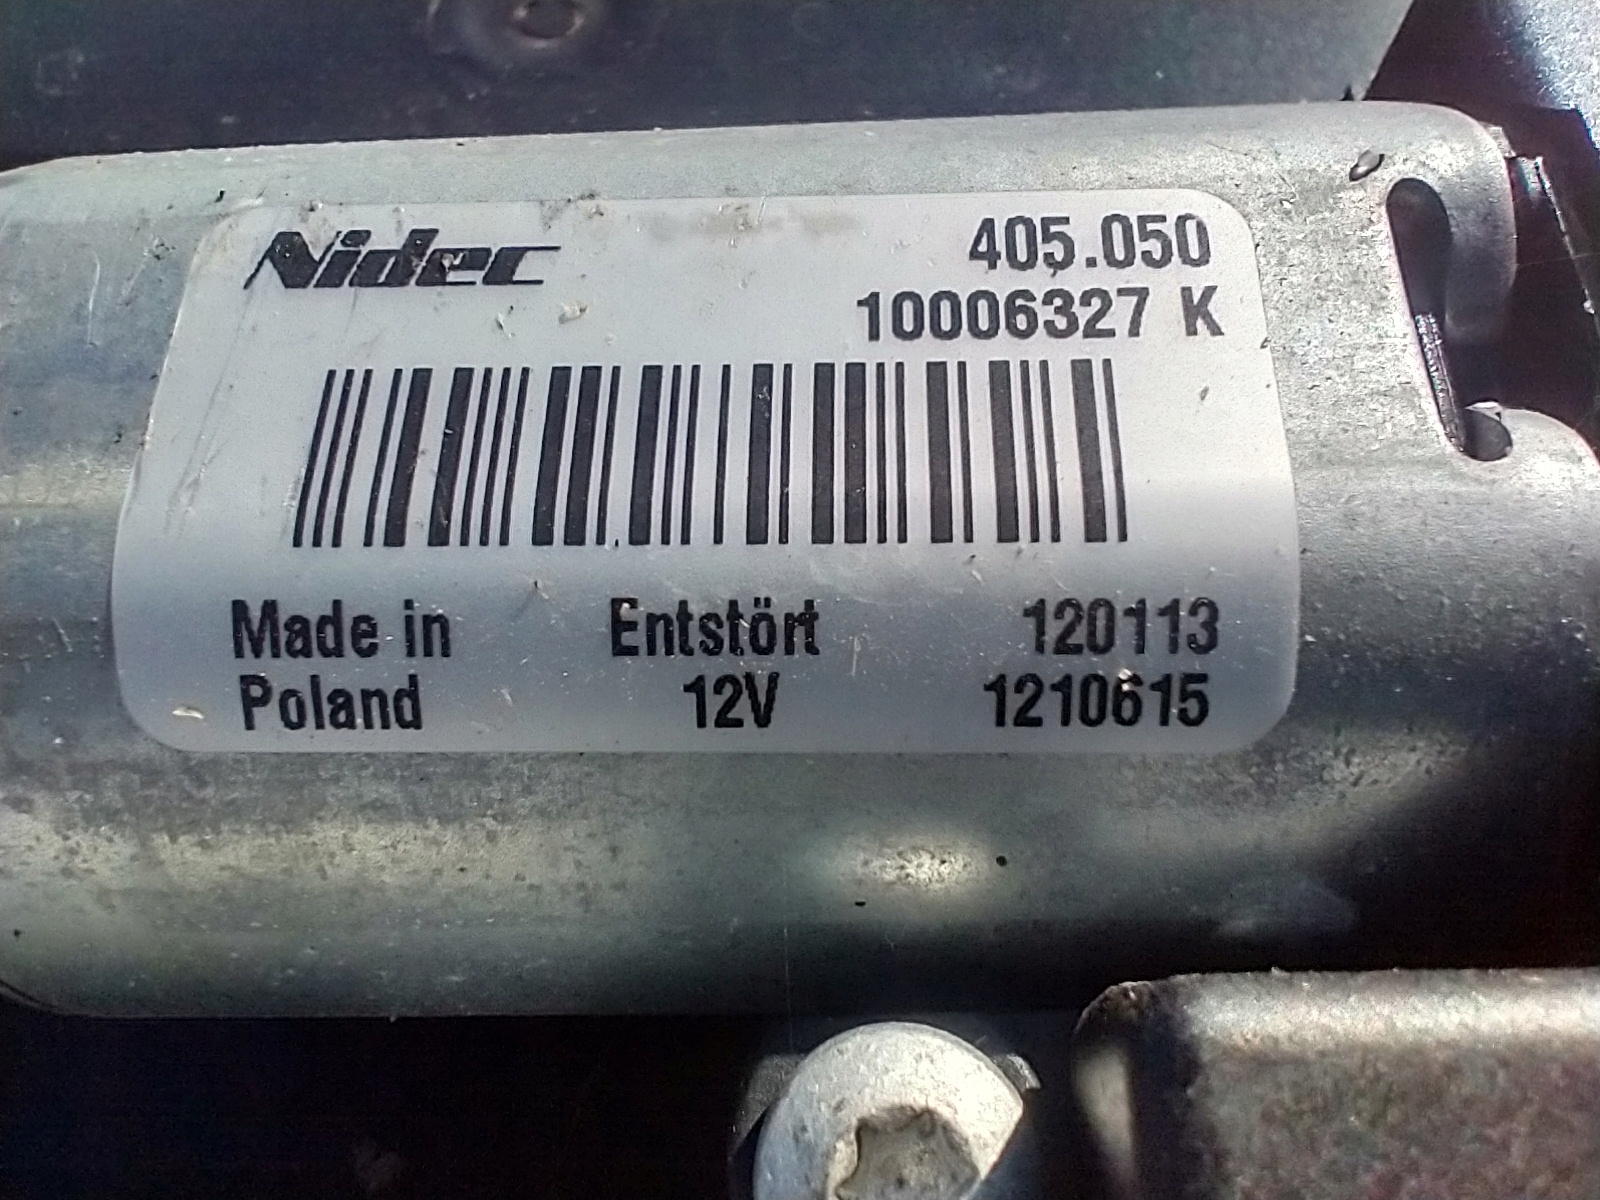 Nidec 405.050
10006327 K
Made in Entstört 120113
Poland 12V 1210615